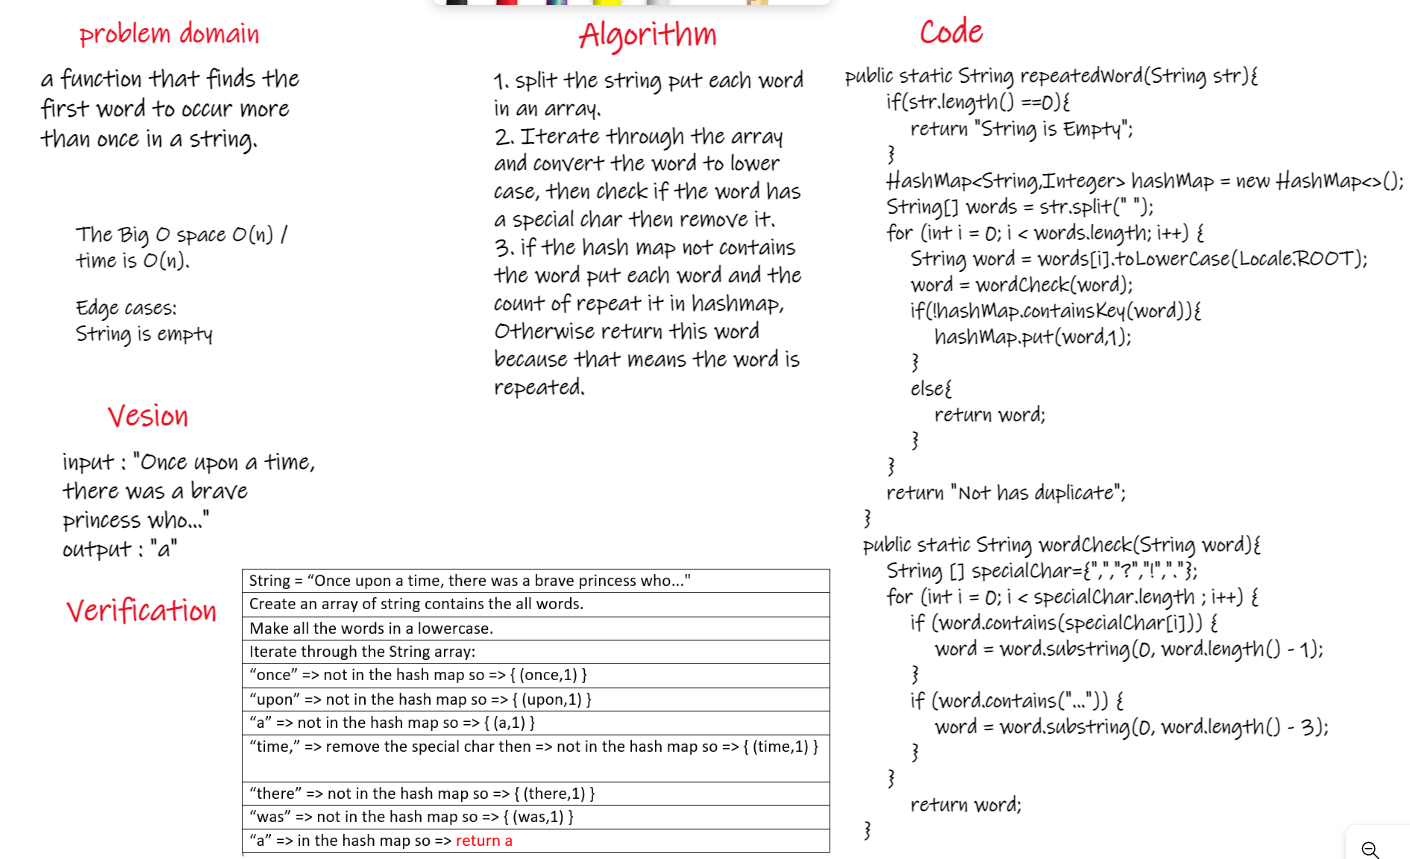 problem domain
a function that finds the
first word to occur more
than once in a string.
The Big O space O(n) /
time is O(n).
Edge cases:
String is empty
Vesion
input : "Once upon a time,
there was a brave
princess who..."
output : "a"
Algorithm
1. split the string put each word
in an array.
2. Iterate through the array
and convert the word to lower
case, then check if the word has
a special char then remove it.
3. if the hash map not contains
the word put each word and the
count of repeat it in hashmap,
Otherwise return this word
because that means the word is
repeated.
Verification
String = “Once upon a time, there was a brave princess who..."
Create an array of string contains the all words.
Make all the words in a lowercase.
Iterate through the String array:
“once” => not in the hash map so => { (once,1) }
“upon” => not in the hash map so => { (upon,1) }
“a” => not in the hash map so => { (a,1) }
“time,” => remove the special char then => not in the hash map so => { (time,1) }
“there” => not in the hash map so => { (there,1) }
“was” => not in the hash map so => { (was,1) }
“a” => in the hash map so => return a
Code
public static String repeatedWord(String str){
if(str.length() ==0){
return "String is Empty";
}
HashMap<String,Integer> hashMap = new HashMap<>();
String[] words = str.split(" ");
for (int i = 0; i < words.length; i++) {
String word = words[i].toLowerCase(Locale.ROOT);
word = wordCheck(word);
if(!hashMap.containsKey(word)){
hashMap.put(word,1);
}
else{
return word;
}
}
return "Not has duplicate";
}
public static String wordCheck(String word){
String [] specialChar={",","?","!","."};
for (int i = 0; i < specialChar.length ; i++) {
if (word.contains(specialChar[i])) {
word = word.substring(0, word.length() - 1);
}
if (word.contains("...")) {
word = word.substring(0, word.length() - 3);
}
}
return word;
}